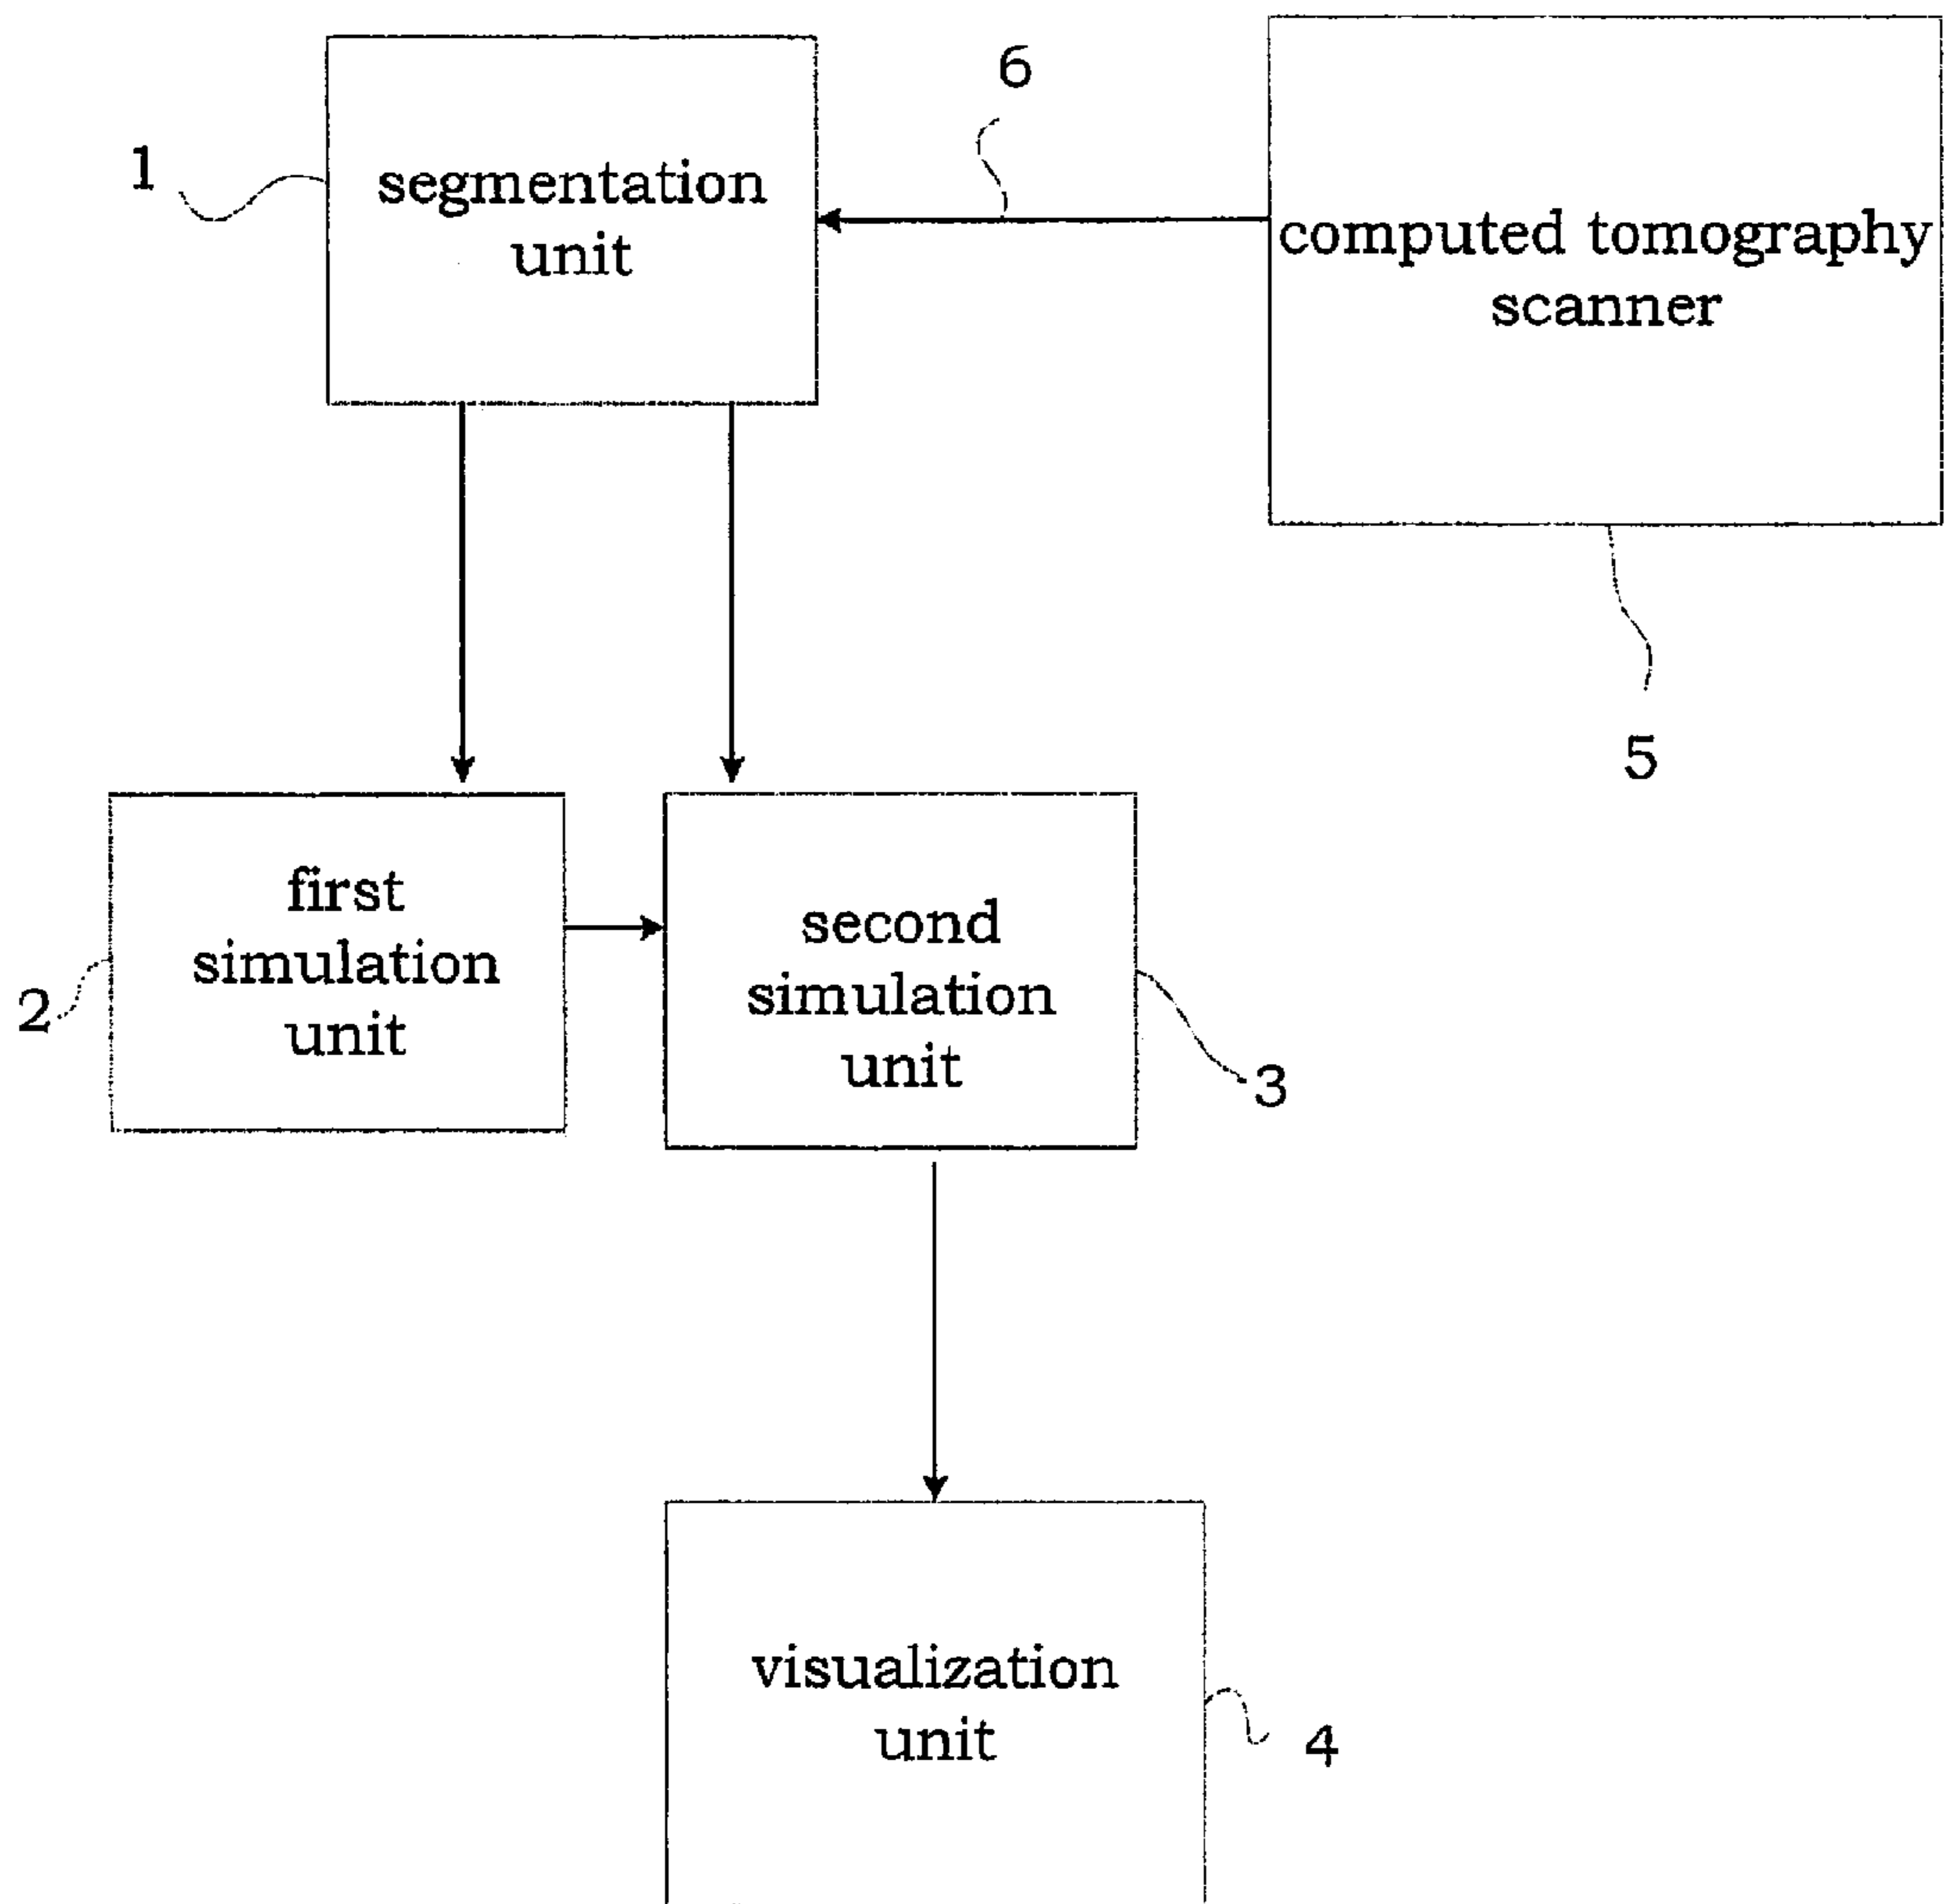 6
1
segmentation
unit
computed tomography
scanner
5
first
simulation
unit
2
second
simulation
unit
3
visualization
unit
4